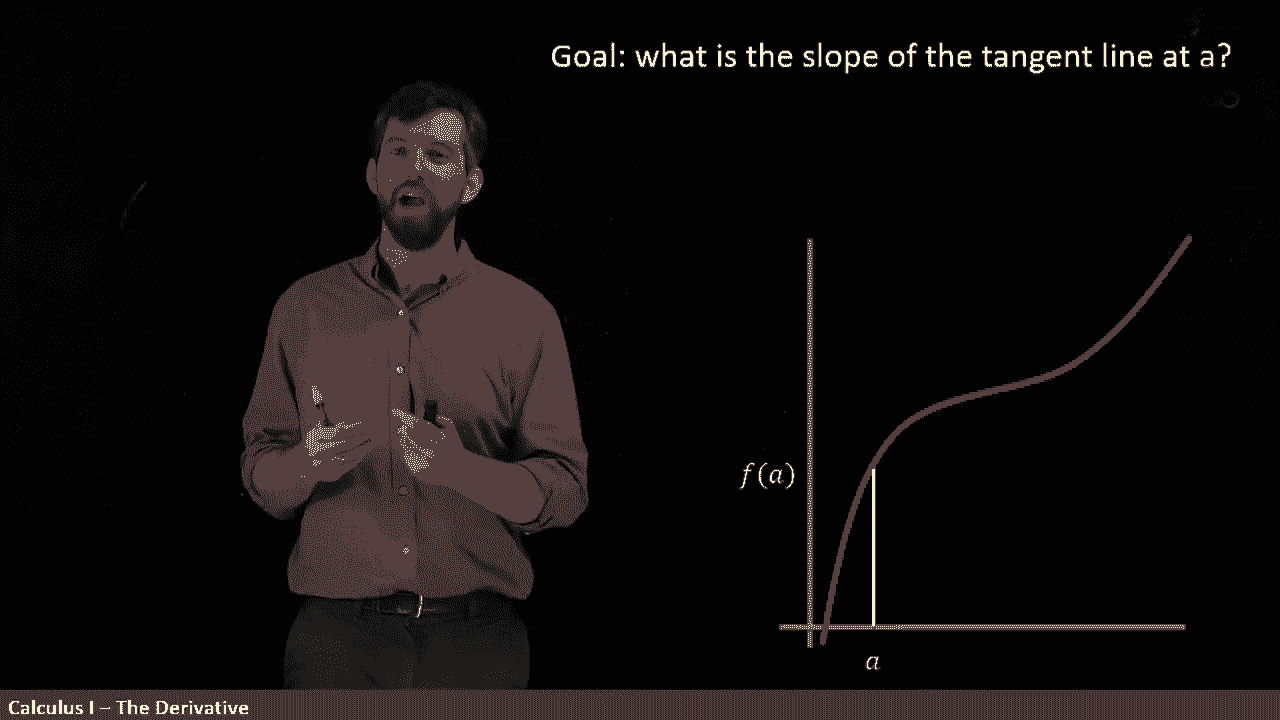 Goal: what is the slope of the tangent line at a?
f(a)
a
Calculus I – The Derivative